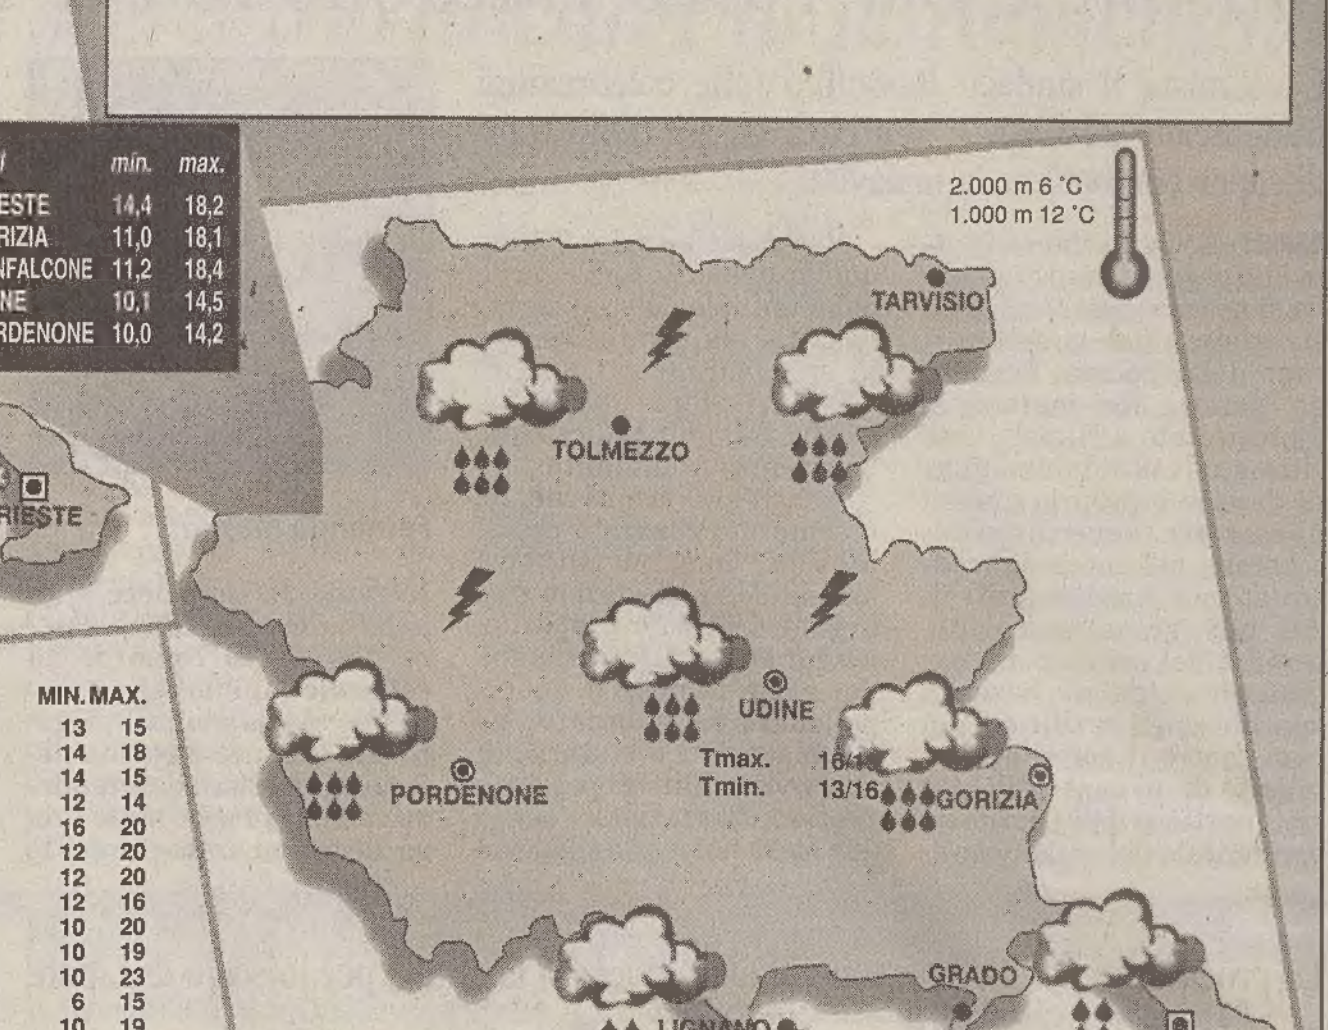 min. max.
ESTE 14,4 18,2
RIZIA 11,0 18,1
NFALCONE 11,2 18,4
NE 10,1 14,5
RDENONE 10,0 14,2
2.000 m 6 °C
1.000 m 12 °C
TARVISIO
TOLMEZZO
RIESTE
UDINE
Tmax.
Tmin. 13/16
PORDENONE
GORIZIA
MIN. MAX.
13 15
14 18
14 15
12 14
16 20
12 20
12 20
12 16
10 20
10 19
10 23
6 15
10 19
GRADO
LIGNANO